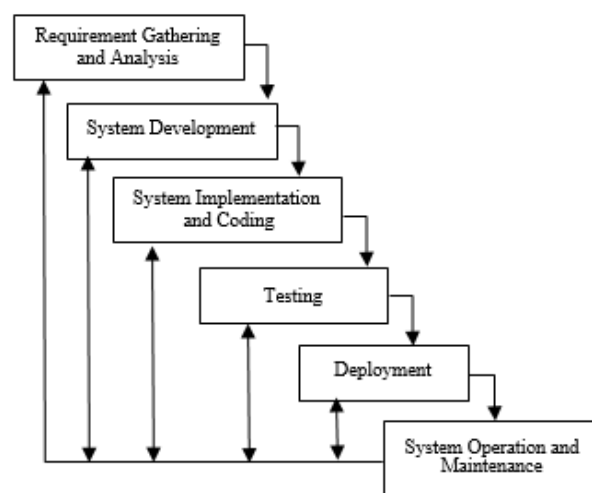 Requirement Gathering
and Analysis
System Development
System Implementation
and Coding
Testing
Deployment
System Operation and
Maintenance